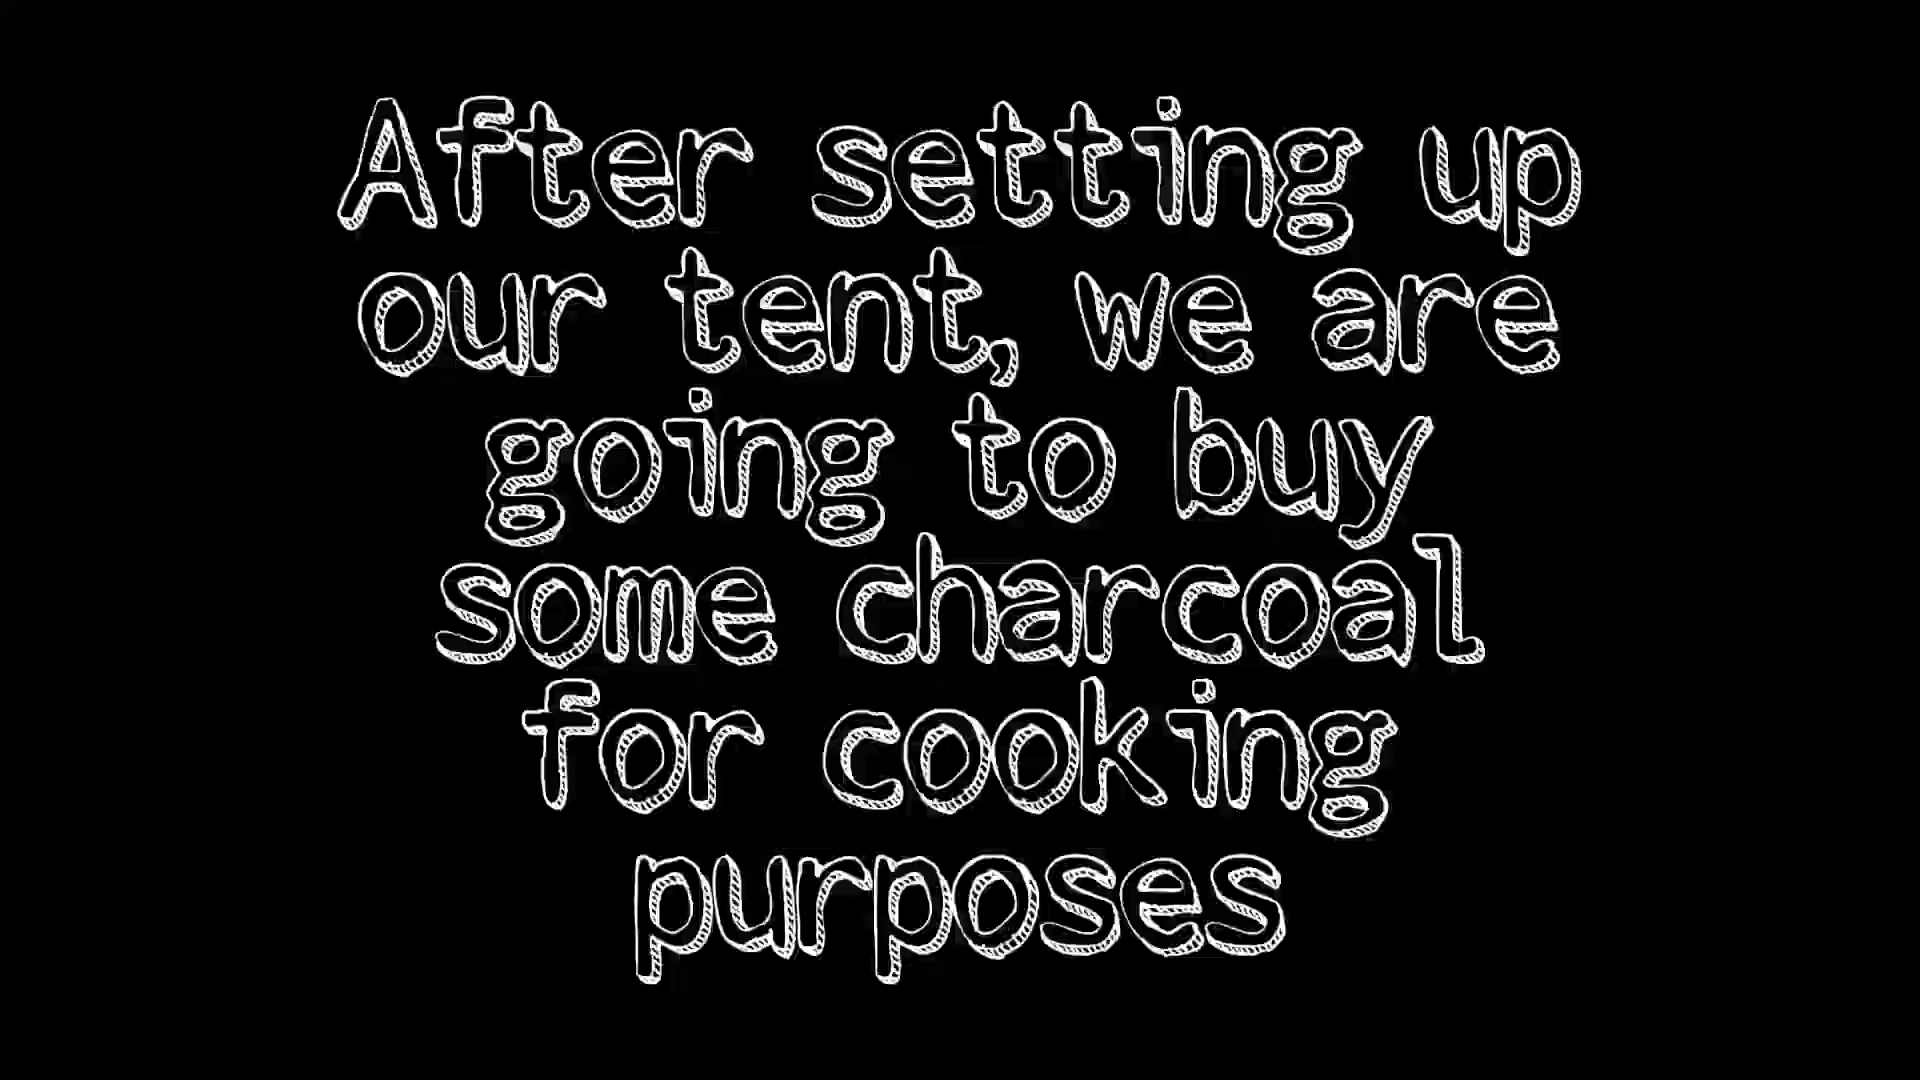 After setting up
our tent, we are
going to buy
some charcoal
for cooking
purposes